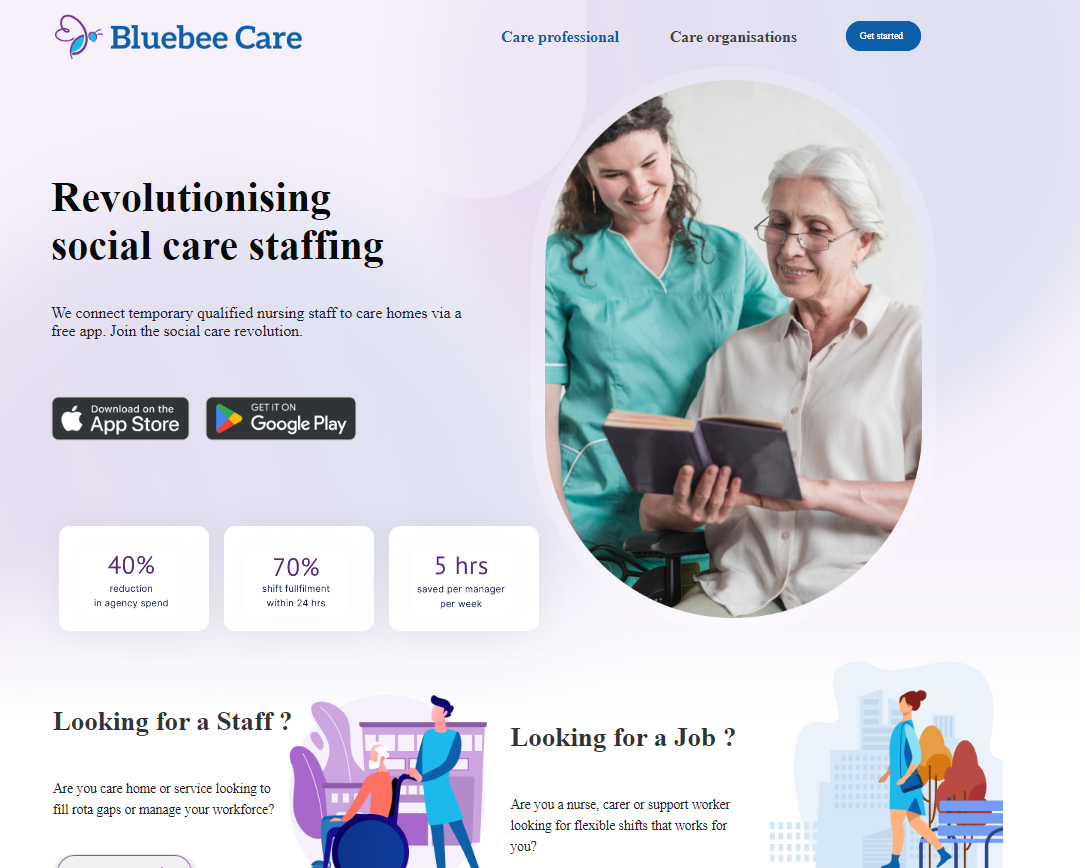 Bluebee Care
Care professional
Care organisations
Get started
Revolutionising
social care staffing
We connect temporary qualified nursing staff to care homes via a
free app. Join the social care revolution.
Download on the
App Store
GET IT ON
Google Play
40%
reduction
in agency spend
70%
shift fullfilment
within 24 hrs
5 hrs
saved per manager
per week
Looking for a Staff ?
Are you care home or service looking to
fill rota gaps or manage your workforce?
Looking for a Job ?
Are you a nurse, carer or support worker
looking for flexible shifts that works for
you?